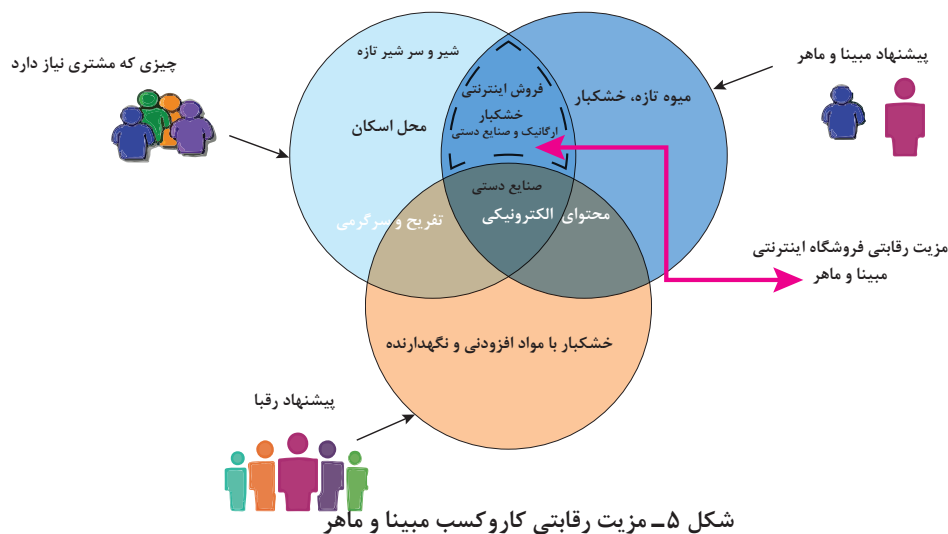 شیر و سر شیر تازه
پیشنهاد مبینا و ماهر
چیزی که مشتری نیاز دارد
فروش اینترنتی
میوه تازه، خشکبار
خشکبار
ارگانیک و صنایع دستی
محل اسکان
صنایع دستی
محتوای الکترونیکی
تفریح و سرگرمی
مزیت رقابتی فروشگاه اینترنتی
مبینا و ماهر
خشکبار با مواد افزودنی و نگهدارنده
پیشنهاد رقبا
شکل ۵ــ مزیت رقابتی کاروکسب مبینا و ماهر